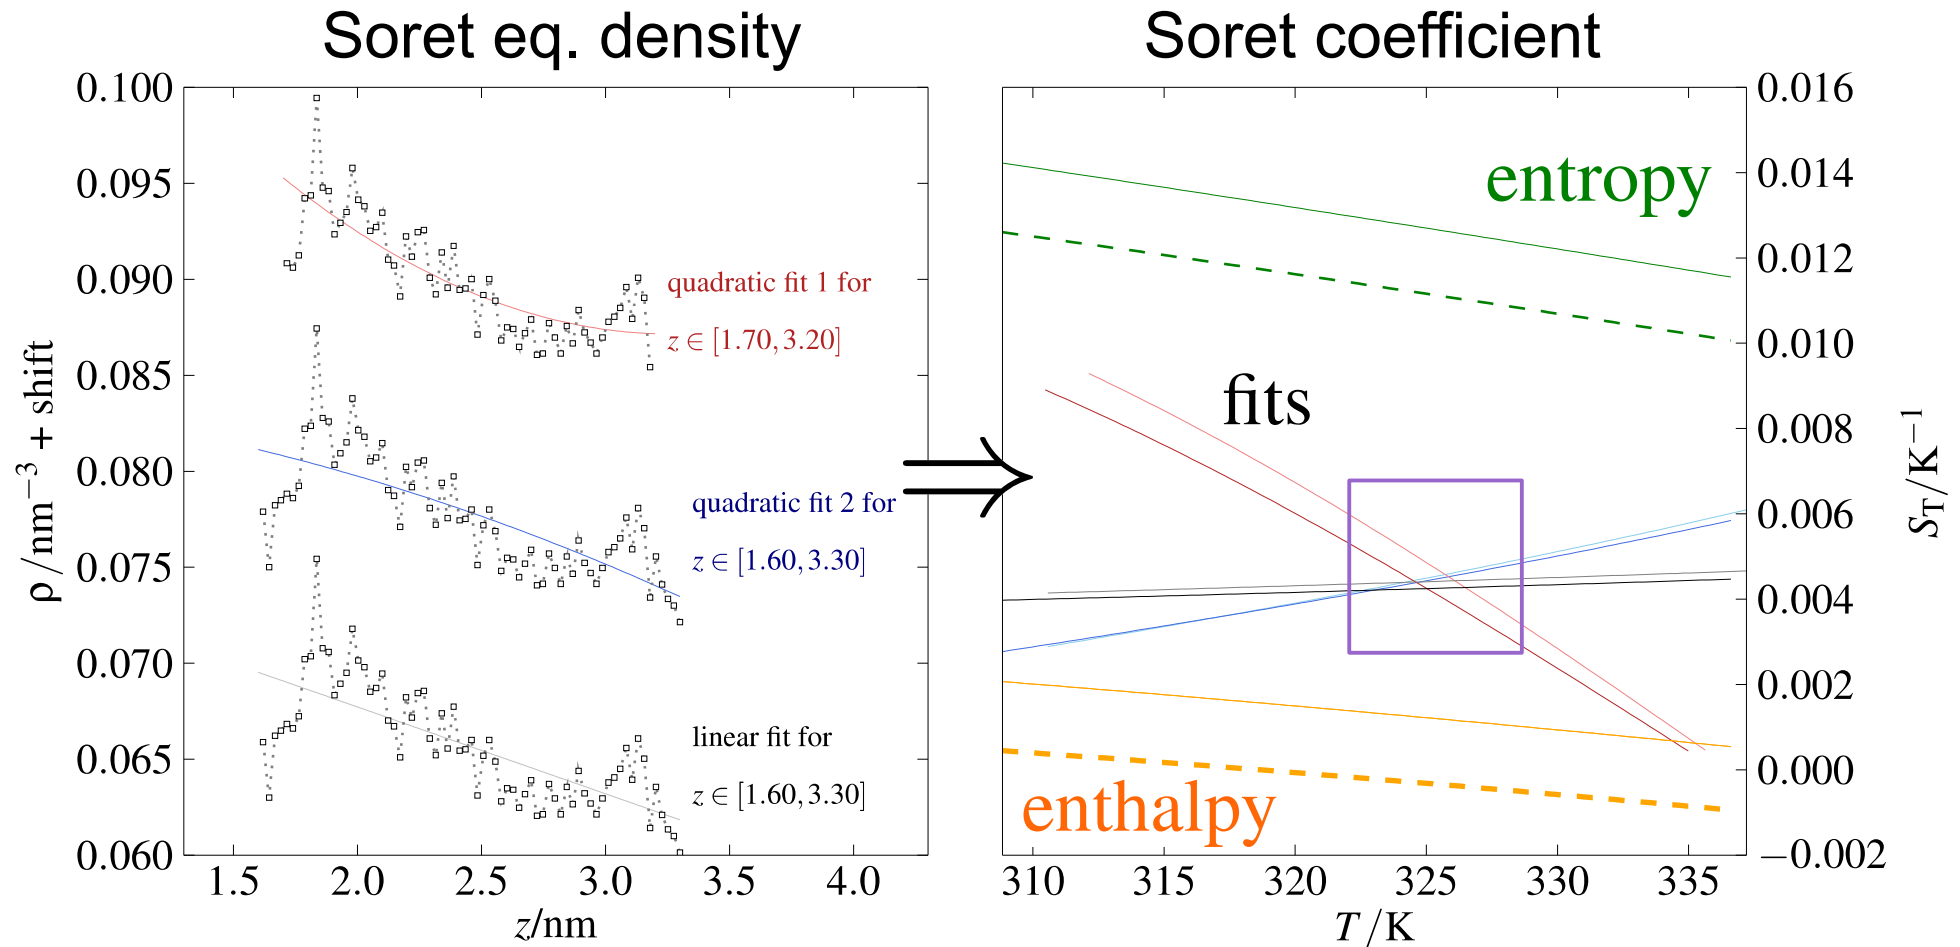 Soret eq. density
Soret coefficient
0.100
0.095
0.090
0.085
0.080
0.075
0.070
0.065
0.060
ρ/nm⁻³ + shift
1.5 2.0 2.5 3.0 3.5 4.0
z/nm
quadratic fit 1 for
z ∈ [1.70, 3.20]
quadratic fit 2 for
z ∈ [1.60, 3.30]
linear fit for
z ∈ [1.60, 3.30]
entropy
fits
enthalpy
0.016
0.014
0.012
0.010
0.008
0.006
0.004
0.002
0.000
−0.002
S_T/K⁻¹
310 315 320 325 330 335
T/K